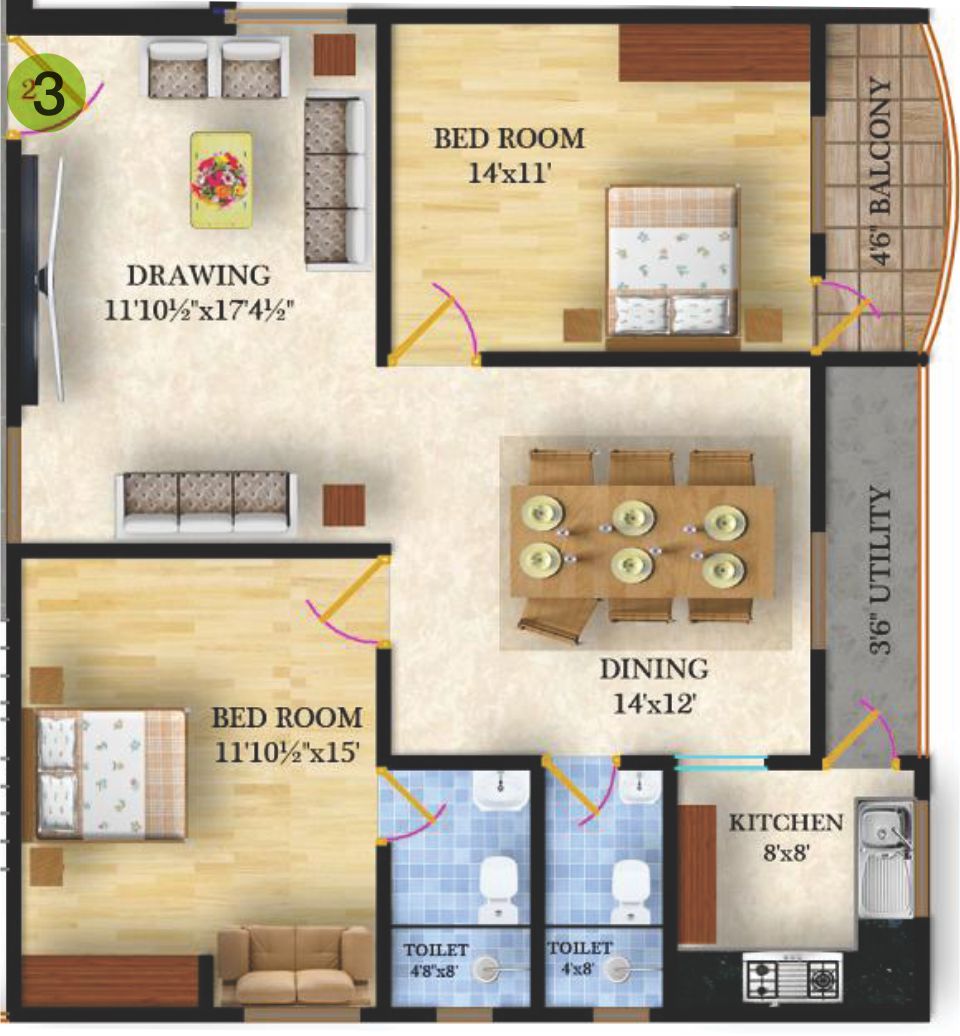 2
3
BED ROOM
14'x11'
4'6" BALCONY
DRAWING
11'10½"x17'4½"
3'6" UTILITY
DINING
14'x12'
BED ROOM
11'10½"x15'
KITCHEN
8'x8'
TOILET
4'8"x8'
TOILET
4'x8'